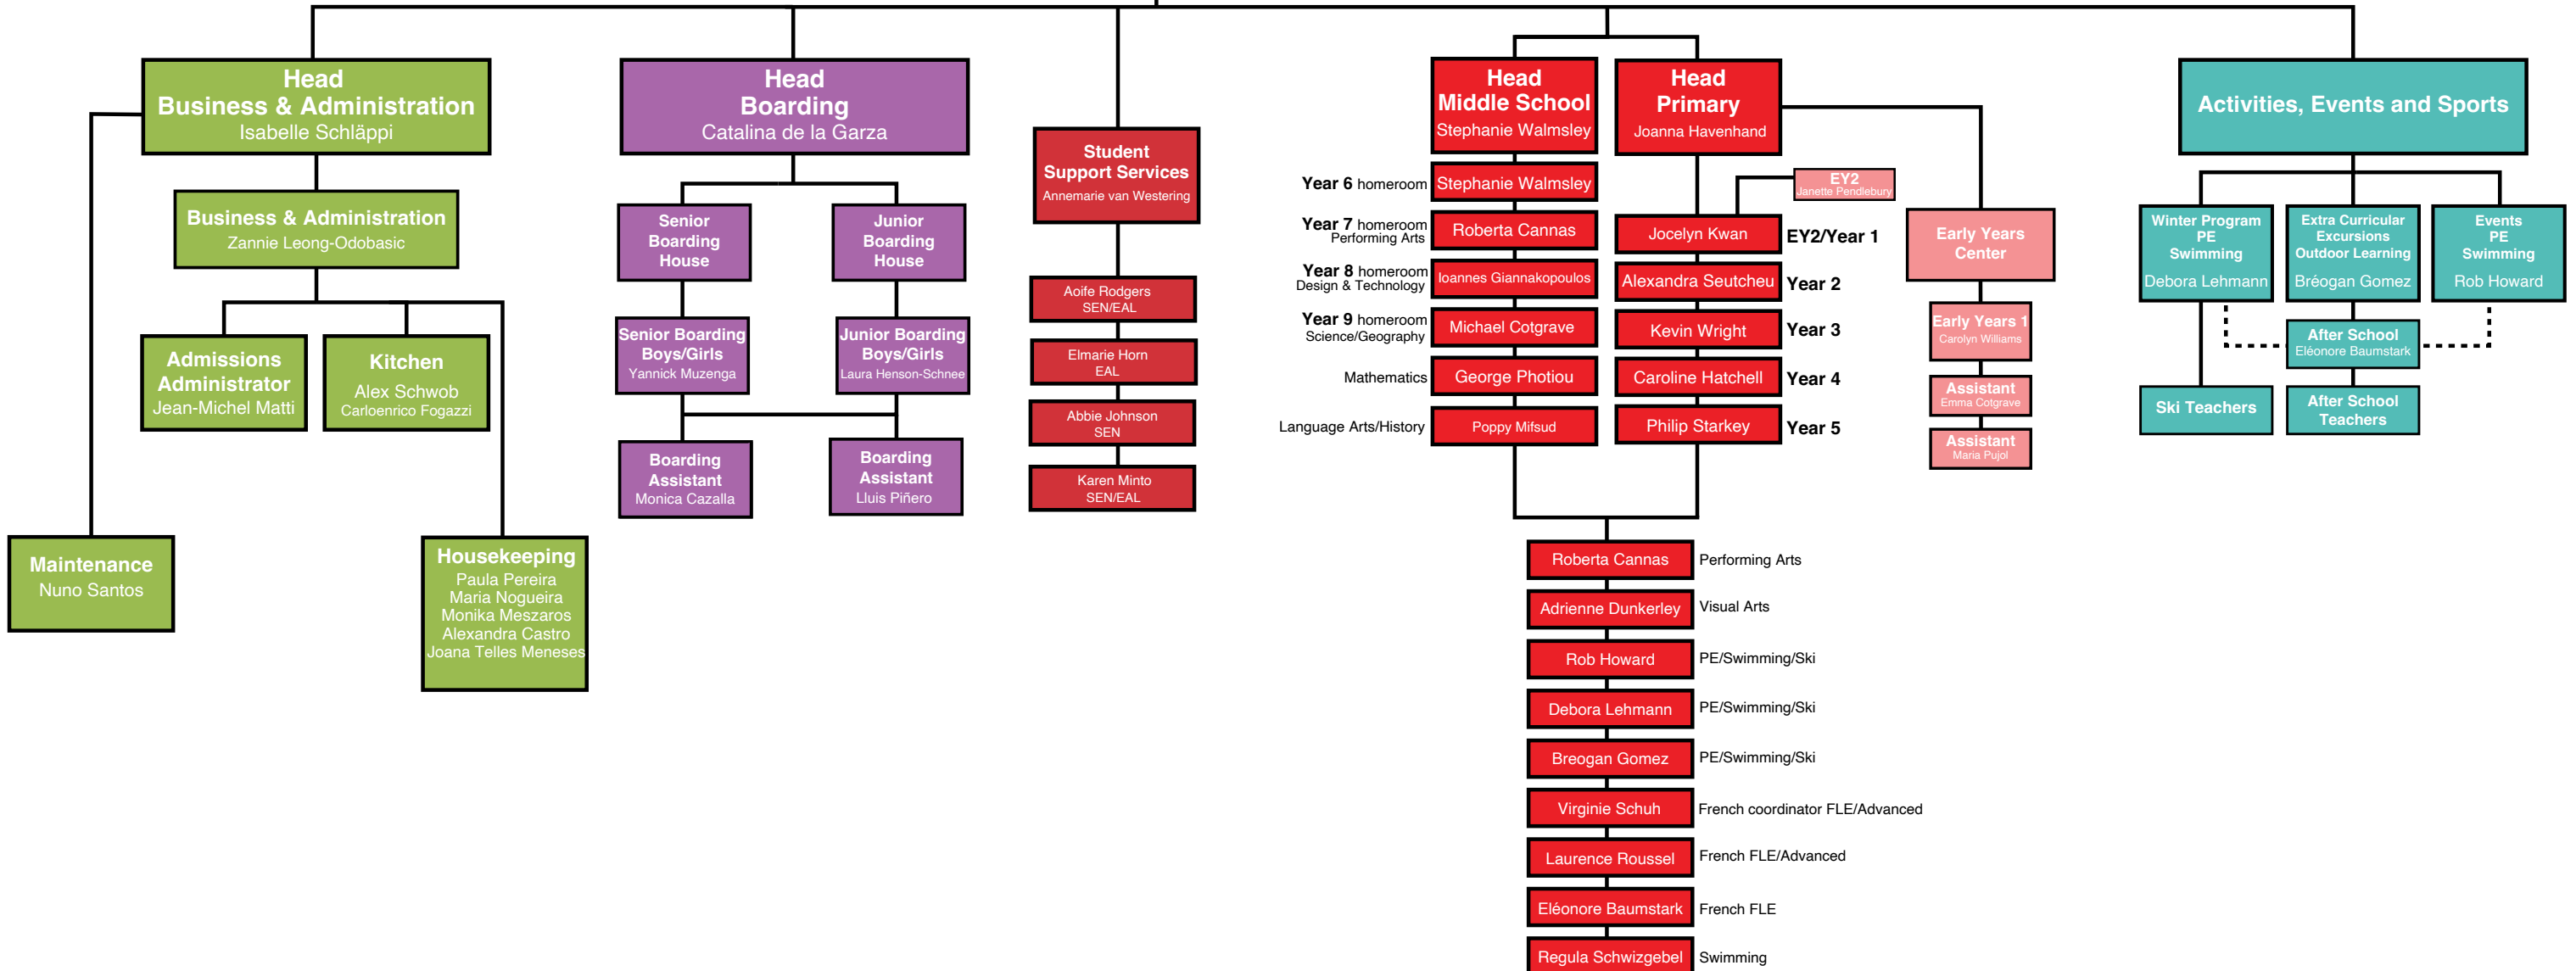 Head
Business & Administration
Isabelle Schläppi
Business & Administration
Zannie Leong-Odobasic
Admissions
Administrator
Jean-Michel Matti
Kitchen
Alex Schwob
Carloenrico Fogazzi
Maintenance
Nuno Santos
Housekeeping
Paula Pereira
Maria Nogueira
Monika Meszaros
Alexandra Castro
Joana Telles Meneses
Head
Boarding
Catalina de la Garza
Senior
Boarding
House
Junior
Boarding
House
Senior Boarding
Boys/Girls
Yannick Muzenga
Junior Boarding
Boys/Girls
Laura Henson-Schnee
Boarding
Assistant
Monica Cazalla
Boarding
Assistant
Lluis Piñero
Student
Support Services
Annemarie van Westering
Aoife Rodgers
SEN/EAL
Elmarie Horn
EAL
Abbie Johnson
SEN
Karen Minto
SEN/EAL
Head
Middle School
Stephanie Walmsley
Year 6 homeroom
Stephanie Walmsley
Year 7 homeroom
Performing Arts
Roberta Cannas
Year 8 homeroom
Design & Technology
Ioannes Giannakopoulos
Year 9 homeroom
Science/Geography
Michael Cotgrave
Mathematics
George Photiou
Language Arts/History
Poppy Mifsud
Head
Primary
Joanna Havenhand
EY2
Janette Pendlebury
Jocelyn Kwan
EY2/Year 1
Alexandra Seutcheu
Year 2
Kevin Wright
Year 3
Caroline Hatchell
Year 4
Philip Starkey
Year 5
Early Years
Center
Early Years 1
Carolyn Williams
Assistant
Emma Cotgrave
Assistant
Maria Pujol
Roberta Cannas
Performing Arts
Adrienne Dunkerley
Visual Arts
Rob Howard
PE/Swimming/Ski
Debora Lehmann
PE/Swimming/Ski
Breogan Gomez
PE/Swimming/Ski
Virginie Schuh
French coordinator FLE/Advanced
Laurence Roussel
French FLE/Advanced
Eléonore Baumstark
French FLE
Regula Schwizgebel
Swimming
Activities, Events and Sports
Winter Program
PE
Swimming
Debora Lehmann
Extra Curricular
Excursions
Outdoor Learning
Bréogan Gomez
Events
PE
Swimming
Rob Howard
After School
Eléonore Baumstark
Ski Teachers
After School
Teachers